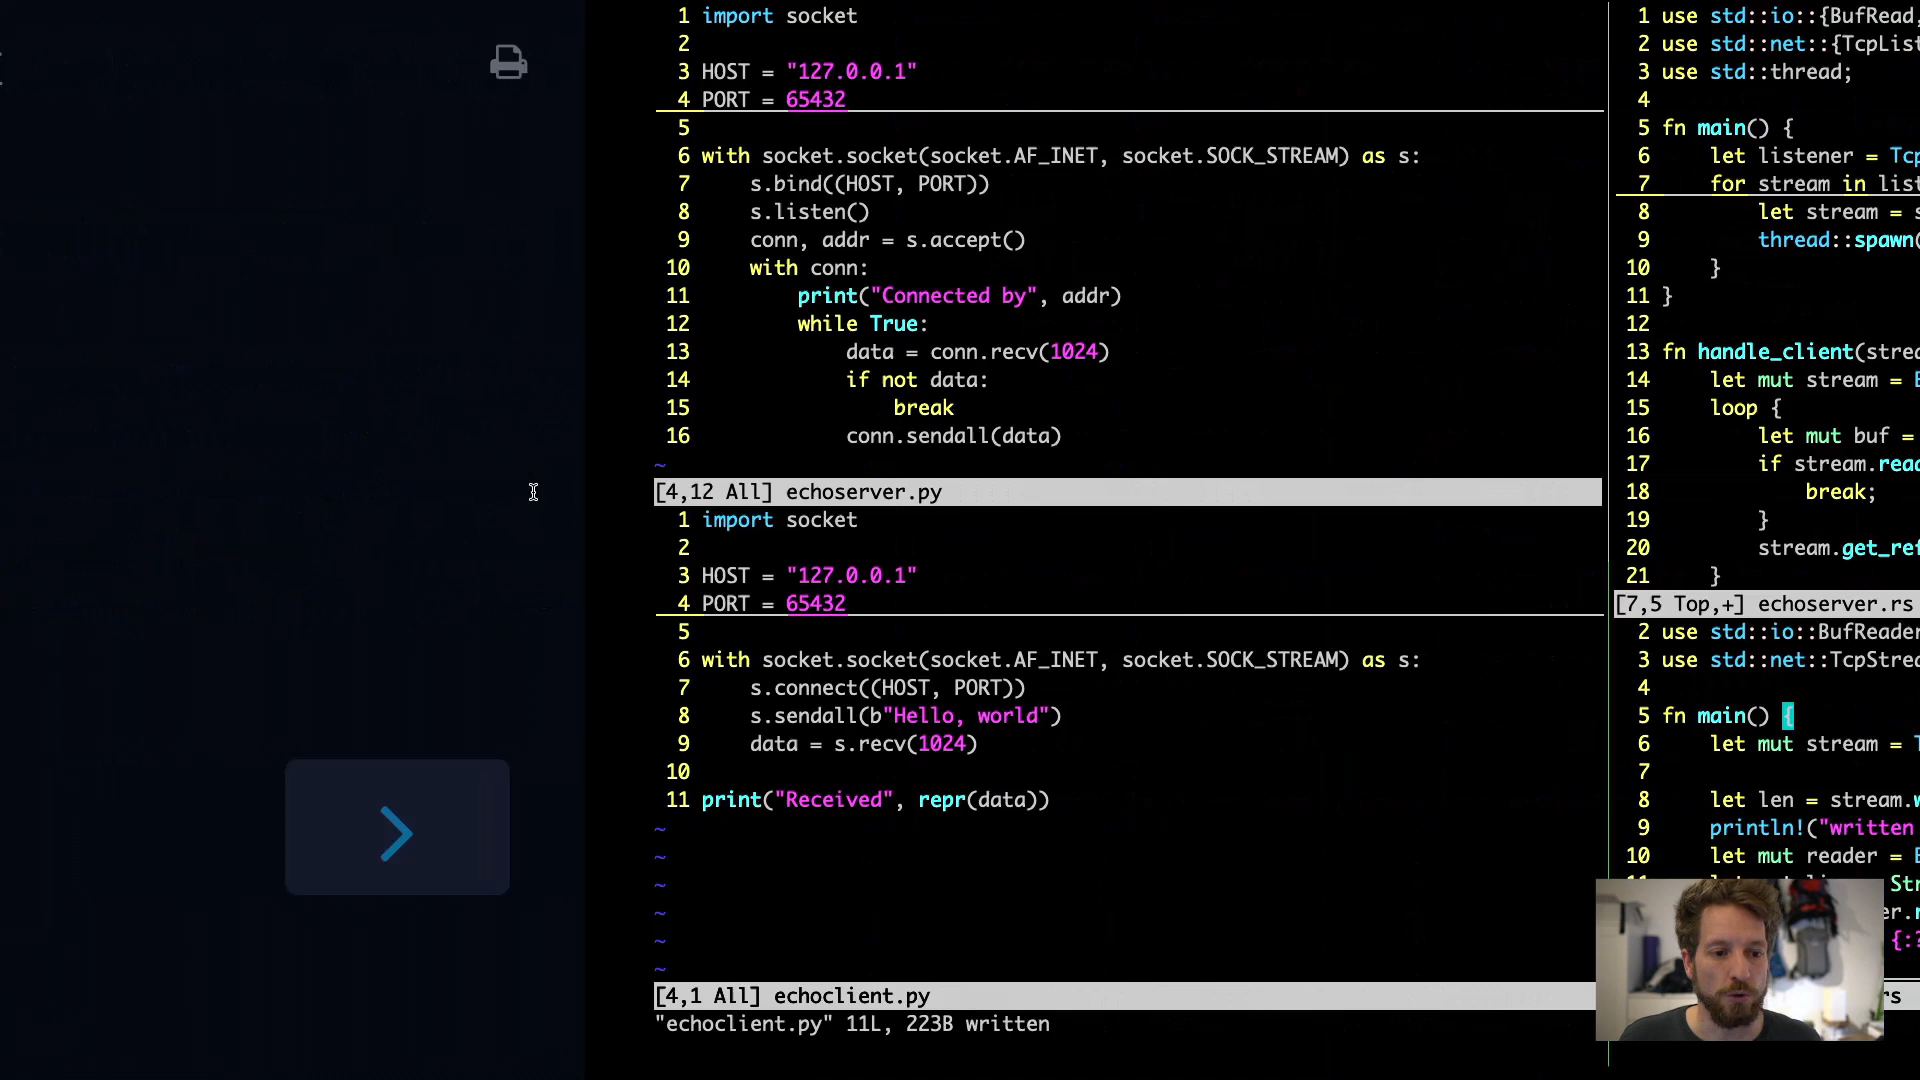 1 import socket
2
3 HOST = "127.0.0.1"
4 PORT = 65432
5
6 with socket.socket(socket.AF_INET, socket.SOCK_STREAM) as s:
7     s.bind((HOST, PORT))
8     s.listen()
9     conn, addr = s.accept()
10     with conn:
11         print("Connected by", addr)
12         while True:
13             data = conn.recv(1024)
14             if not data:
15                 break
16             conn.sendall(data)
~
[4,12 All] echoserver.py
1 import socket
2
3 HOST = "127.0.0.1"
4 PORT = 65432
5
6 with socket.socket(socket.AF_INET, socket.SOCK_STREAM) as s:
7     s.connect((HOST, PORT))
8     s.sendall(b"Hello, world")
9     data = s.recv(1024)
10
11 print("Received", repr(data))
~
~
~
~
~
~
[4,1 All] echoclient.py
"echoclient.py" 11L, 223B written
1 use std::io::{BufRead,
2 use std::net::{TcpList
3 use std::thread;
4
5 fn main() {
6     let listener = Tcp
7     for stream in list
8         let stream = s
9         thread::spawn(
10     }
11 }
12
13 fn handle_client(strea
14     let mut stream = B
15     loop {
16         let mut buf =
17         if stream.read
18             break;
19         }
20         stream.get_ref
21     }
[7,5 Top,+] echoserver.rs
2 use std::io::BufReader
3 use std::net::TcpStrea
4
5 fn main() {
6     let mut stream = T
7
8     let len = stream.w
9     println!("written
10     let mut reader = B
Str
er.r
{:?
rs